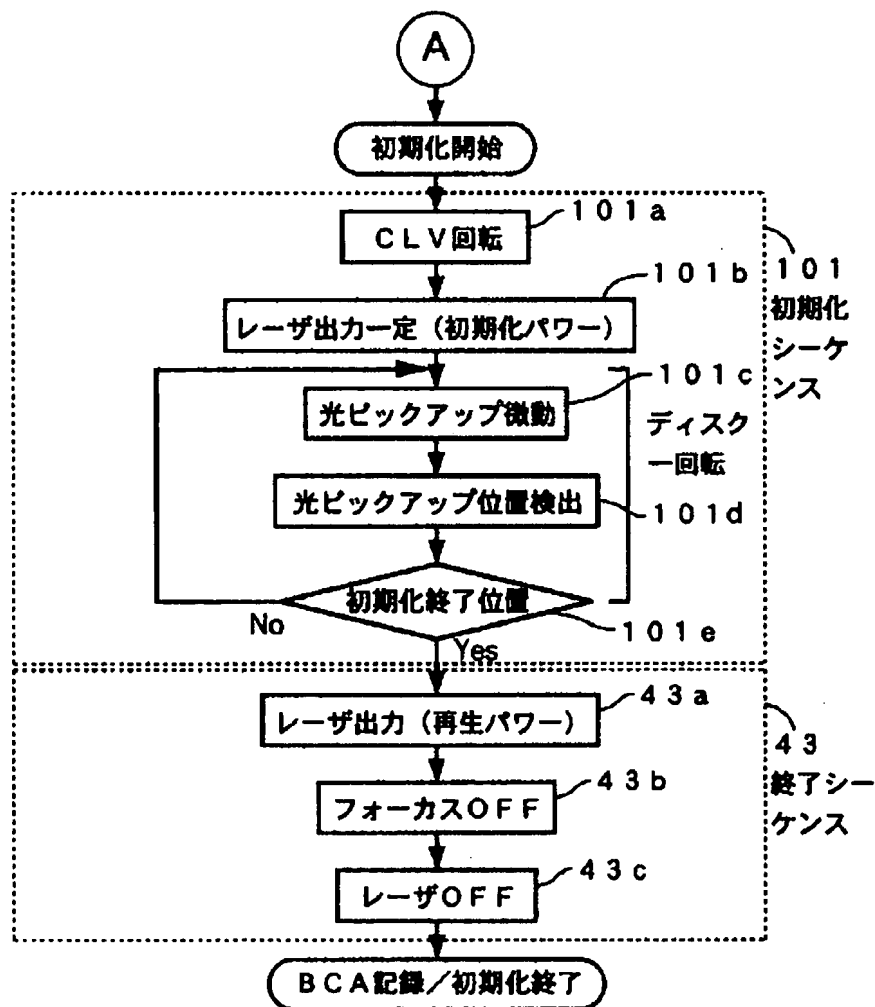 A
初期化開始
101a
CLV回転
101b
101
初期化
シーケ
ンス
レーザ出力一定（初期化パワー）
101c
光ピックアップ微動
ディスク
一回転
光ピックアップ位置検出
101d
初期化終了位置
No
101e
Yes
43a
レーザ出力（再生パワー）
43
終了シー
ケンス
43b
フォーカスOFF
43c
レーザOFF
BCA記録／初期化終了